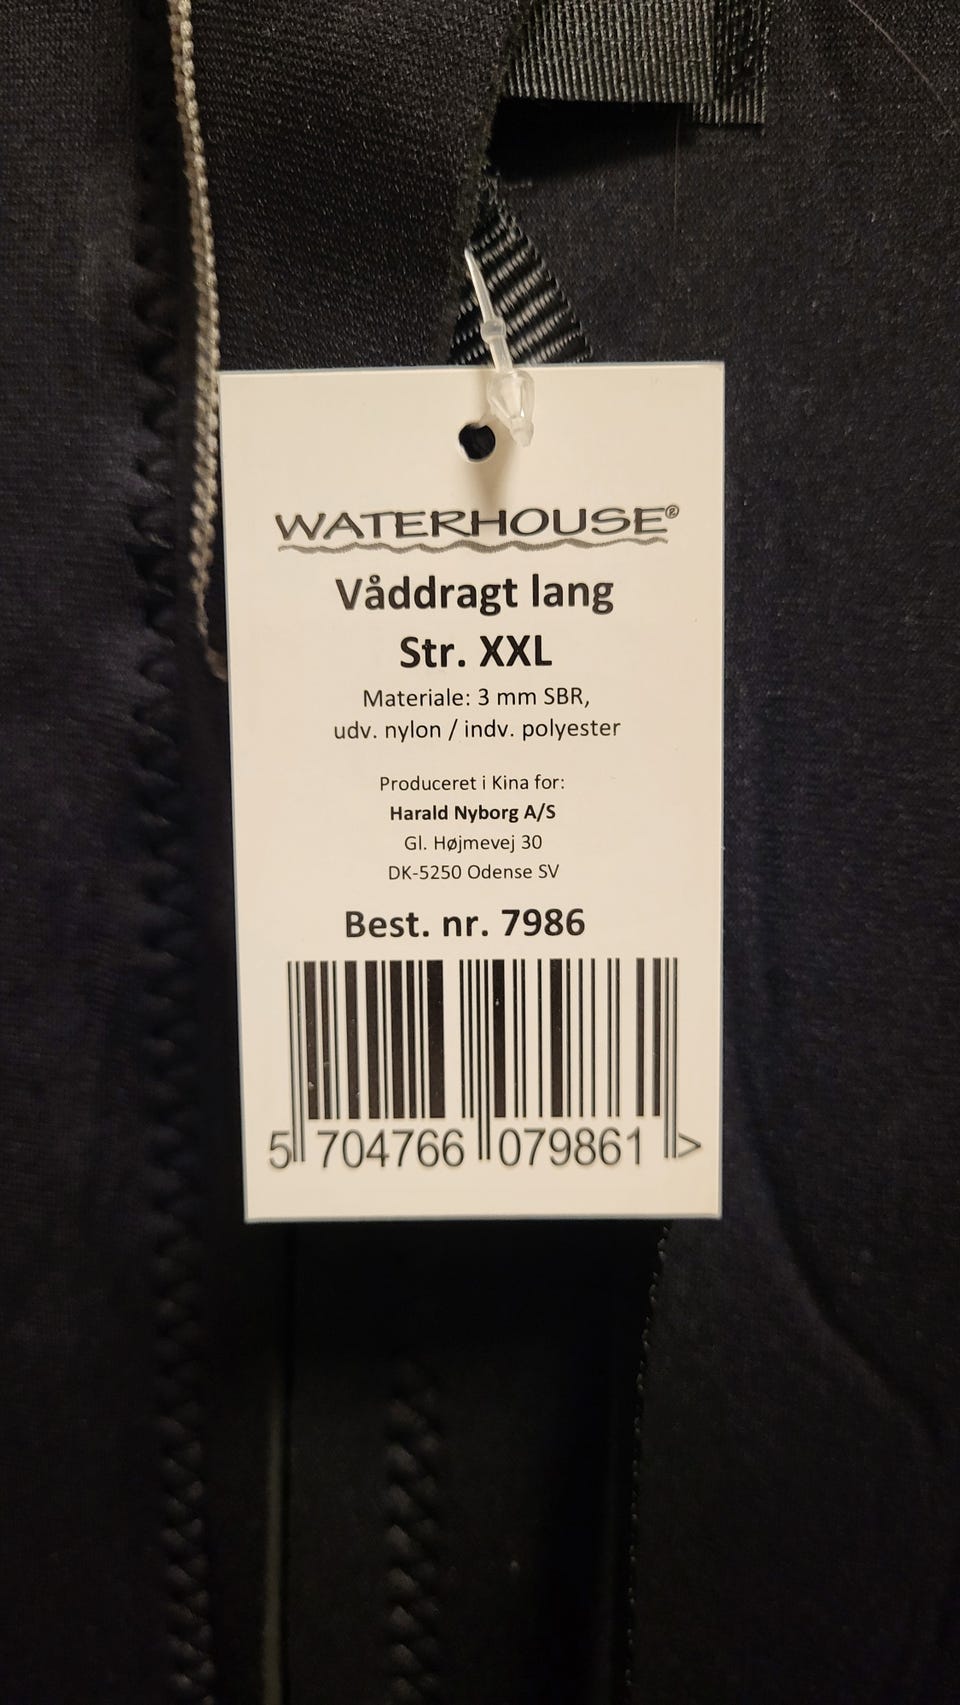 WATERHOUSE®
Våddragt lang
Str. XXL
Materiale: 3 mm SBR,
udv. nylon / indv. polyester
Produceret i Kina for:
Harald Nyborg A/S
Gl. Højmevej 30
DK-5250 Odense SV
Best. nr. 7986
5 704766 079861 >